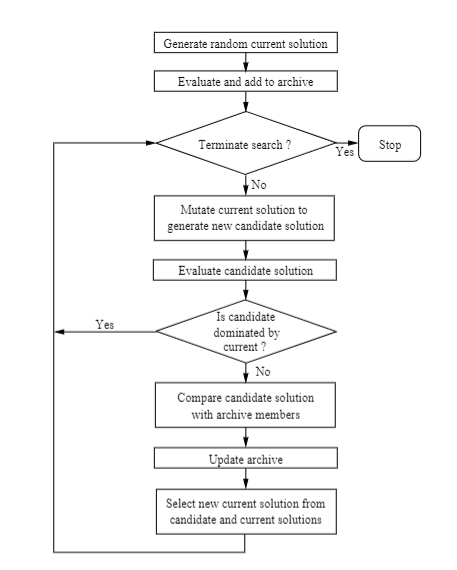 Generate random current solution
Evaluate and add to archive
Terminate search ?
Yes
Stop
No
Mutate current solution to
generate new candidate solution
Evaluate candidate solution
Is candidate
dominated by
current ?
Yes
No
Compare candidate solution
with archive members
Update archive
Select new current solution from
candidate and current solutions